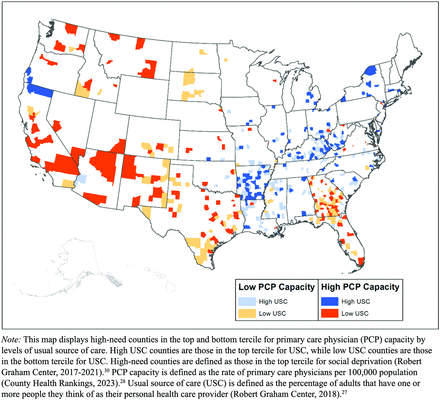 Low PCP Capacity
High PCP Capacity
High USC
High USC
Low USC
Low USC
Note: This map displays high-need counties in the top and bottom tercile for primary care physician (PCP) capacity by
levels of usual source of care. High USC counties are those in the top tercile for USC, while low USC counties are those
in the bottom tercile for USC. High-need counties are defined as those in the top tercile for social deprivation (Robert
Graham Center, 2017-2021).³⁰ PCP capacity is defined as the rate of primary care physicians per 100,000 population
(County Health Rankings, 2023).²⁸ Usual source of care (USC) is defined as the percentage of adults that have one or
more people they think of as their personal health care provider (Robert Graham Center, 2018).²⁷